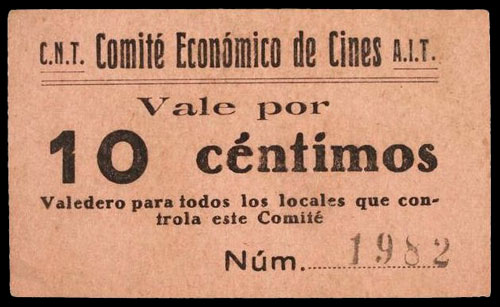 C.N.T. Comité Económico de Cines A.I.T.
Vale por
10 céntimos
Valedero para todos los locales que con-
trola este Comité
Núm. 1982